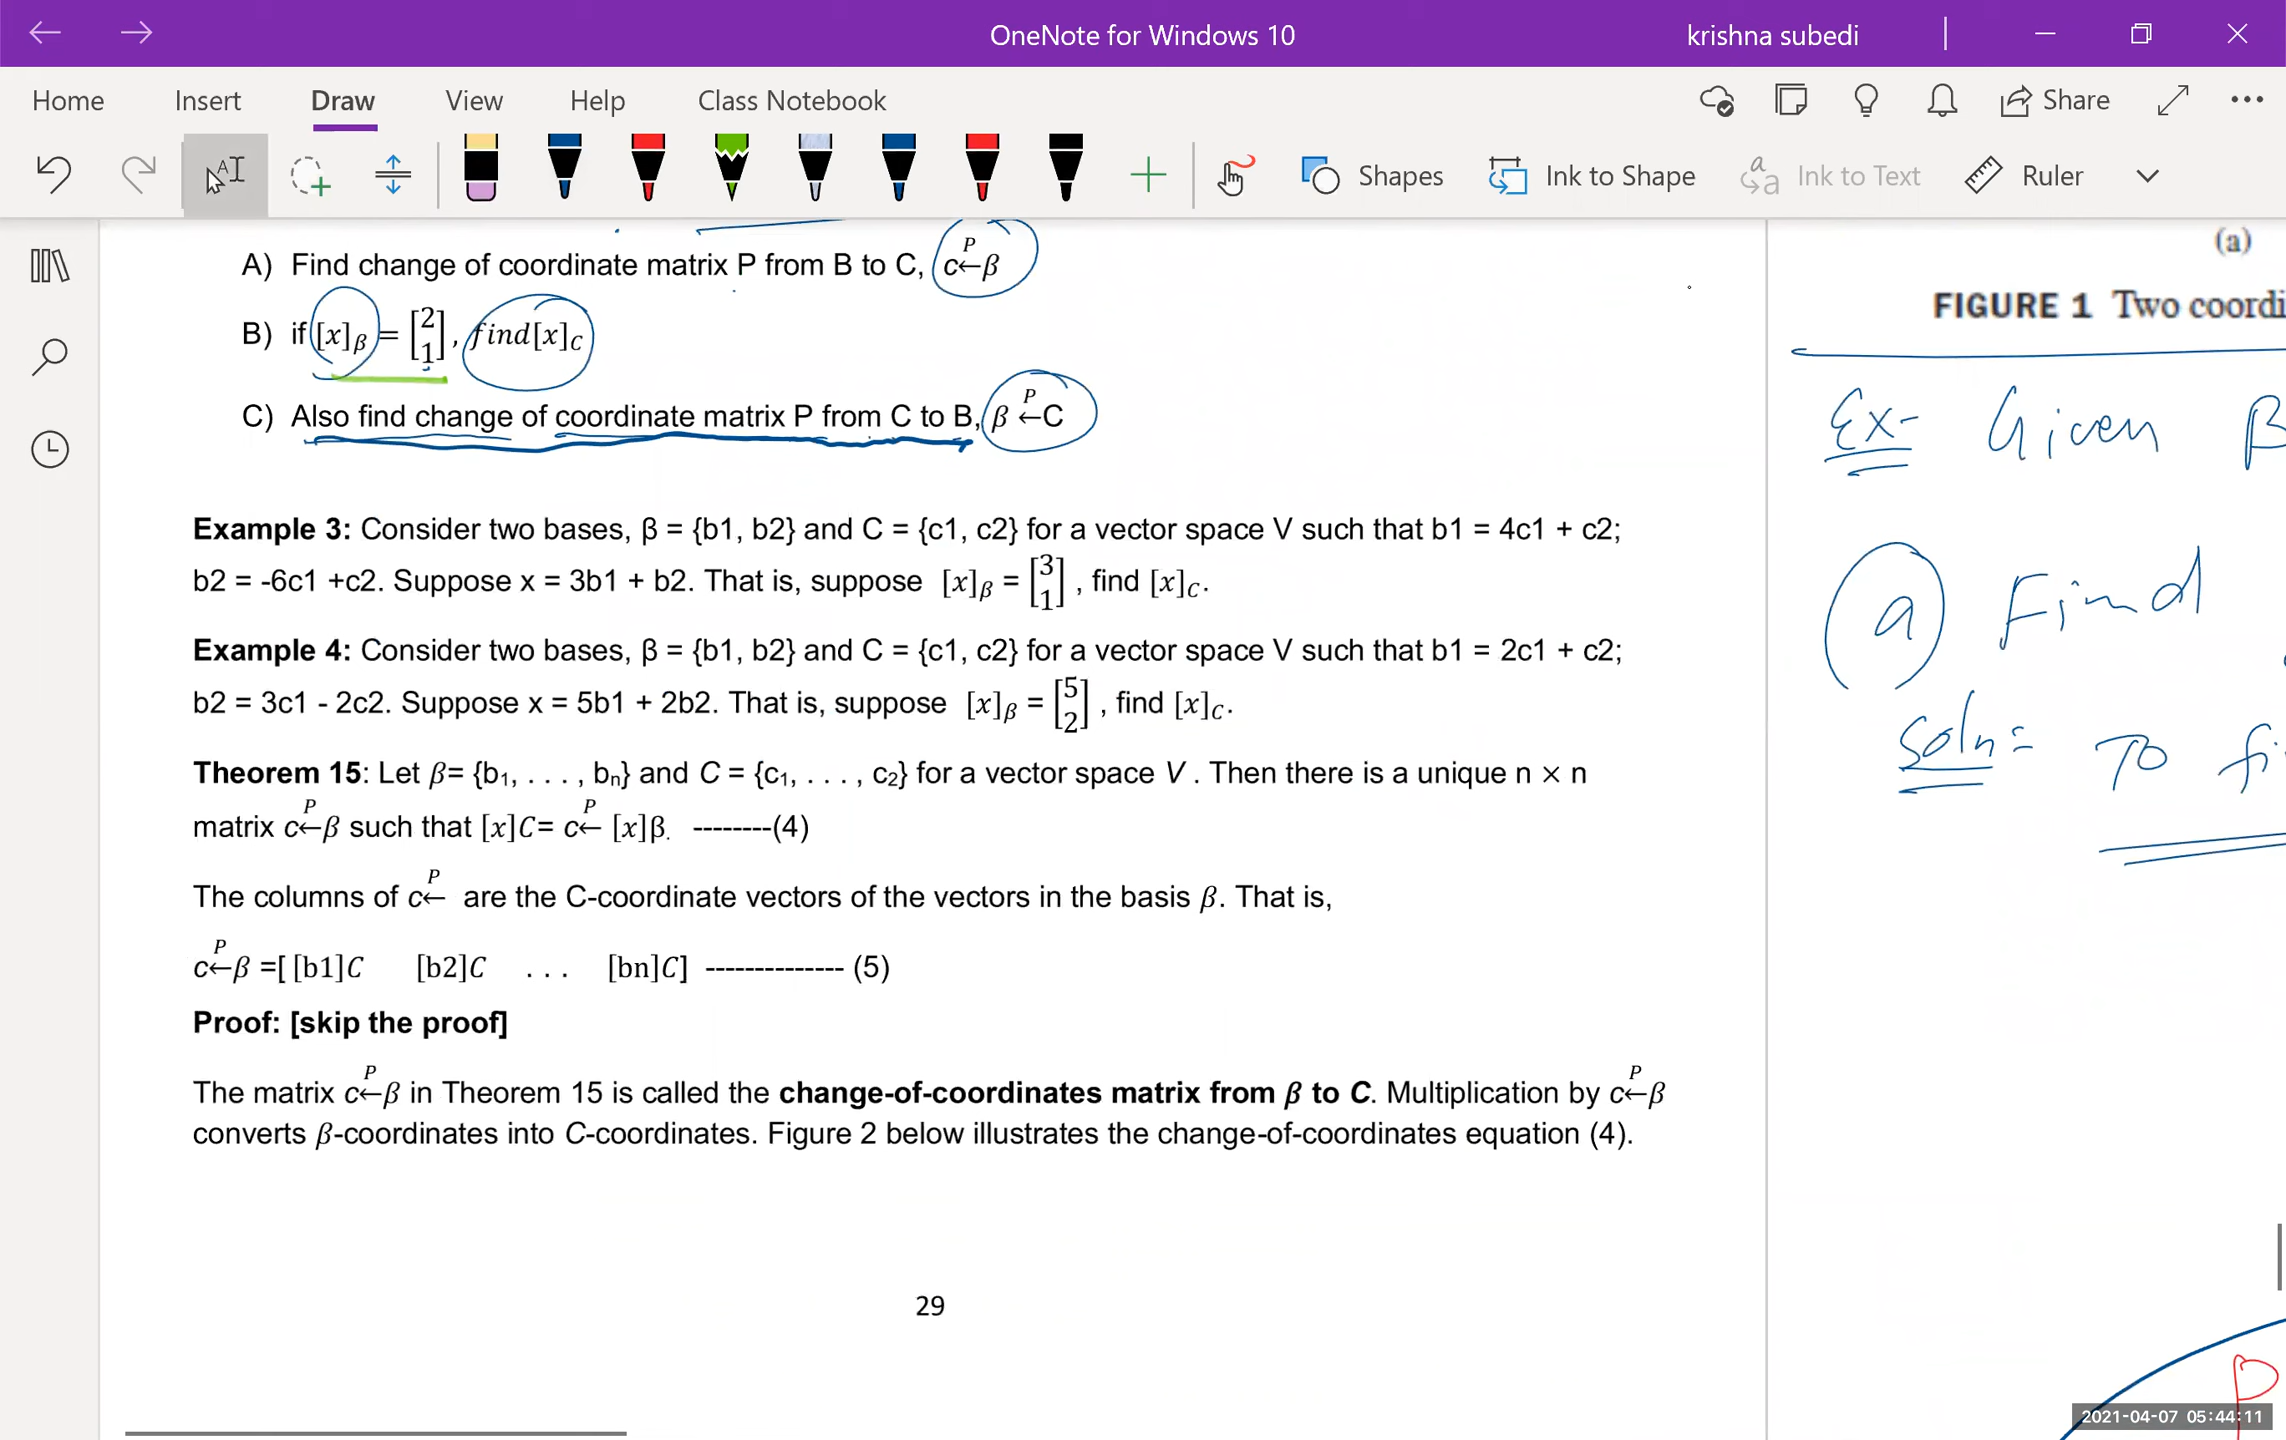 OneNote for Windows 10
krishna subedi
Home Insert Draw View Help Class Notebook Share
Shapes Ink to Shape Ink to Text Ruler
A) Find change of coordinate matrix P from B to C, c←β P
B) if [x]β = [2 1], find[x]C
C) Also find change of coordinate matrix P from C to B, β ←C P
Example 3: Consider two bases, β = {b1, b2} and C = {c1, c2} for a vector space V such that b1 = 4c1 + c2;
b2 = -6c1 +c2. Suppose x = 3b1 + b2. That is, suppose [x]β = [3 1] , find [x]C.
Example 4: Consider two bases, β = {b1, b2} and C = {c1, c2} for a vector space V such that b1 = 2c1 + c2;
b2 = 3c1 - 2c2. Suppose x = 5b1 + 2b2. That is, suppose [x]β = [5 2] , find [x]C.
Theorem 15: Let β= {b1, . . . , bn} and C = {c1, . . . , c2} for a vector space V . Then there is a unique n × n
matrix c←β P such that [x]C= c← P [x]β. --------(4)
The columns of c← P are the C-coordinate vectors of the vectors in the basis β. That is,
c←β P =[ [b1]C [b2]C . . . [bn]C] -------------- (5)
Proof: [skip the proof]
The matrix c←β P in Theorem 15 is called the change-of-coordinates matrix from β to C. Multiplication by c←β P
converts β-coordinates into C-coordinates. Figure 2 below illustrates the change-of-coordinates equation (4).
29
(a)
FIGURE 1 Two coordi
Ex- Given β
a Find
Soln= To fi
P
2021-04-07 05:44:11